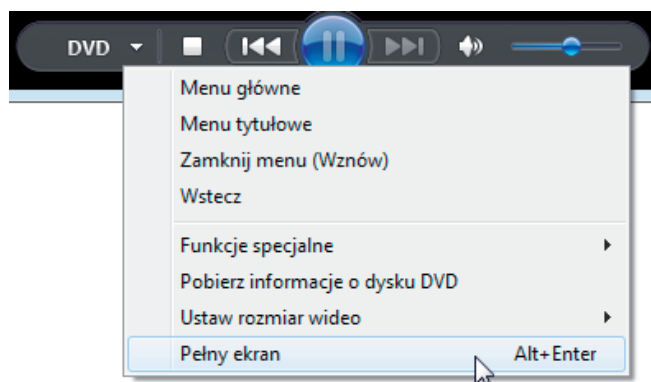 DVD
Menu główne
Menu tytułowe
Zamknij menu (Wznów)
Wstecz
Funkcje specjalne
Pobierz informacje o dysku DVD
Ustaw rozmiar wideo
Pełny ekran Alt+Enter